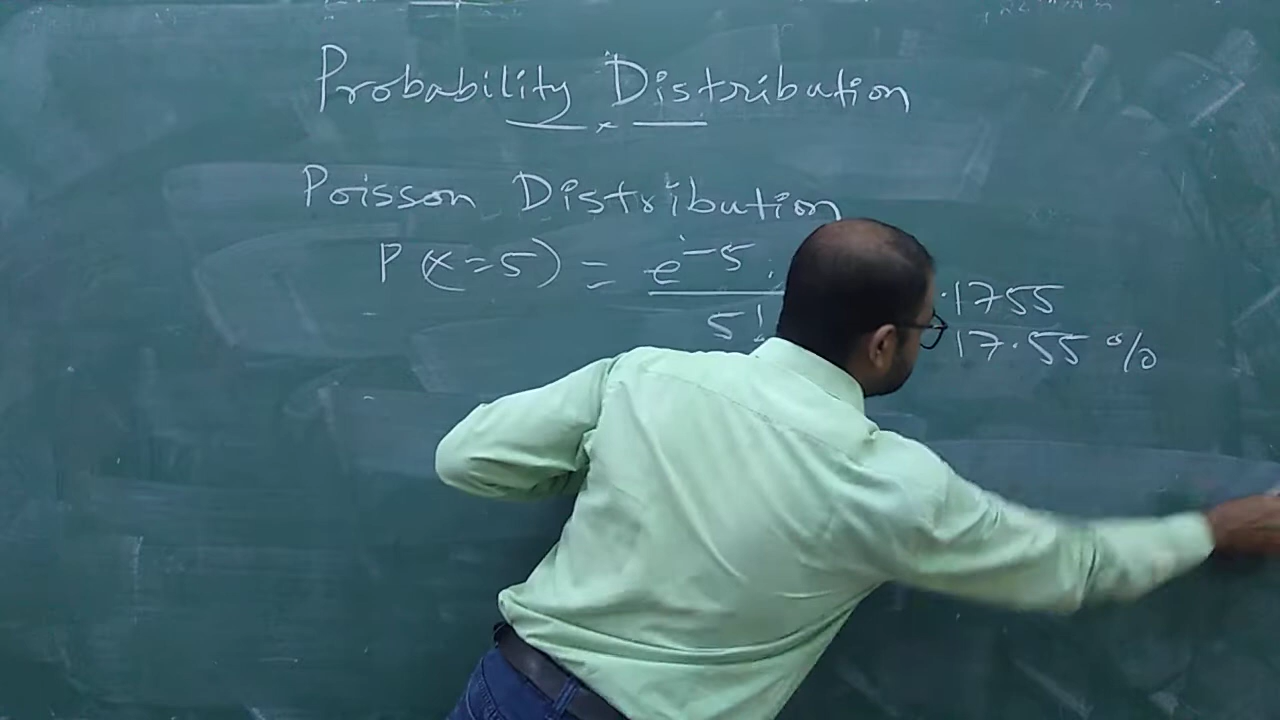 Probability Distribution
Poisson Distribution
P(x=5) = e^-5
5!
.1755
17.55 %